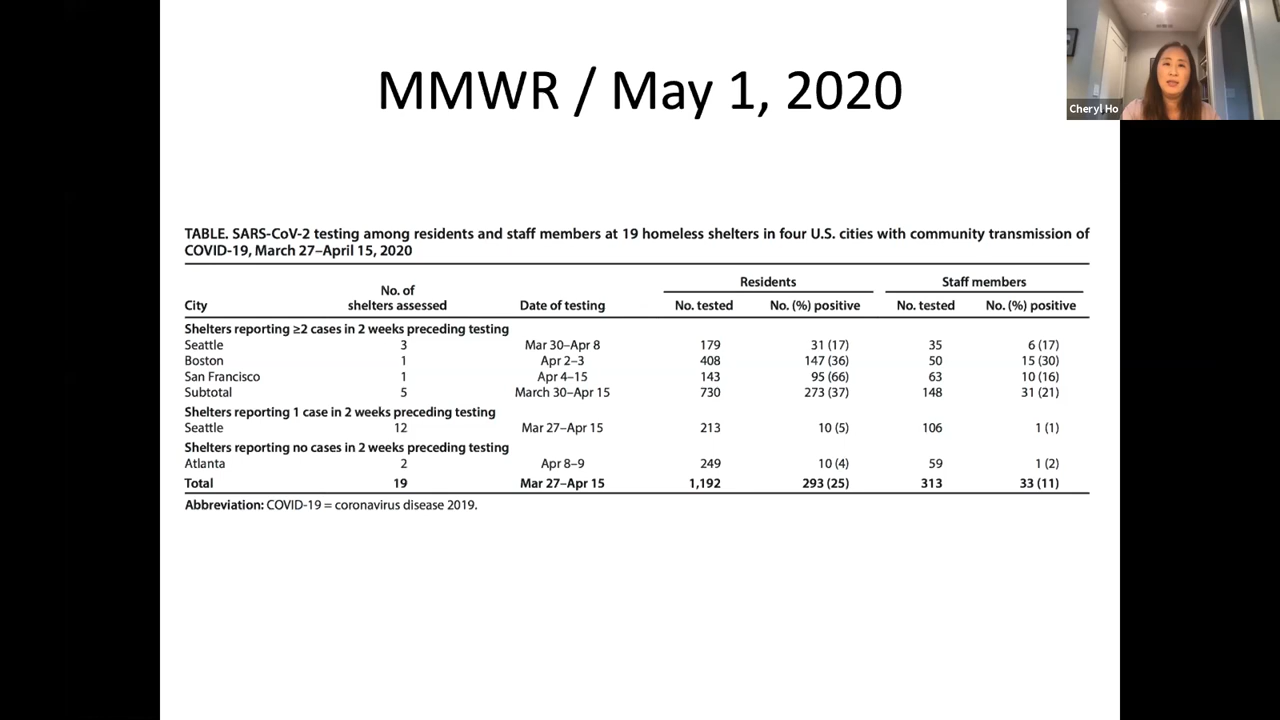 MMWR / May 1, 2020
Cheryl Ho
TABLE. SARS-CoV-2 testing among residents and staff members at 19 homeless shelters in four U.S. cities with community transmission of
COVID-19, March 27–April 15, 2020
Residents Staff members
No. of
City shelters assessed Date of testing No. tested No. (%) positive No. tested No. (%) positive
Shelters reporting ≥2 cases in 2 weeks preceding testing
Seattle 3 Mar 30–Apr 8 179 31 (17) 35 6 (17)
Boston 1 Apr 2–3 408 147 (36) 50 15 (30)
San Francisco 1 Apr 4–15 143 95 (66) 63 10 (16)
Subtotal 5 March 30–Apr 15 730 273 (37) 148 31 (21)
Shelters reporting 1 case in 2 weeks preceding testing
Seattle 12 Mar 27–Apr 15 213 10 (5) 106 1 (1)
Shelters reporting no cases in 2 weeks preceding testing
Atlanta 2 Apr 8–9 249 10 (4) 59 1 (2)
Total 19 Mar 27–Apr 15 1,192 293 (25) 313 33 (11)
Abbreviation: COVID-19 = coronavirus disease 2019.